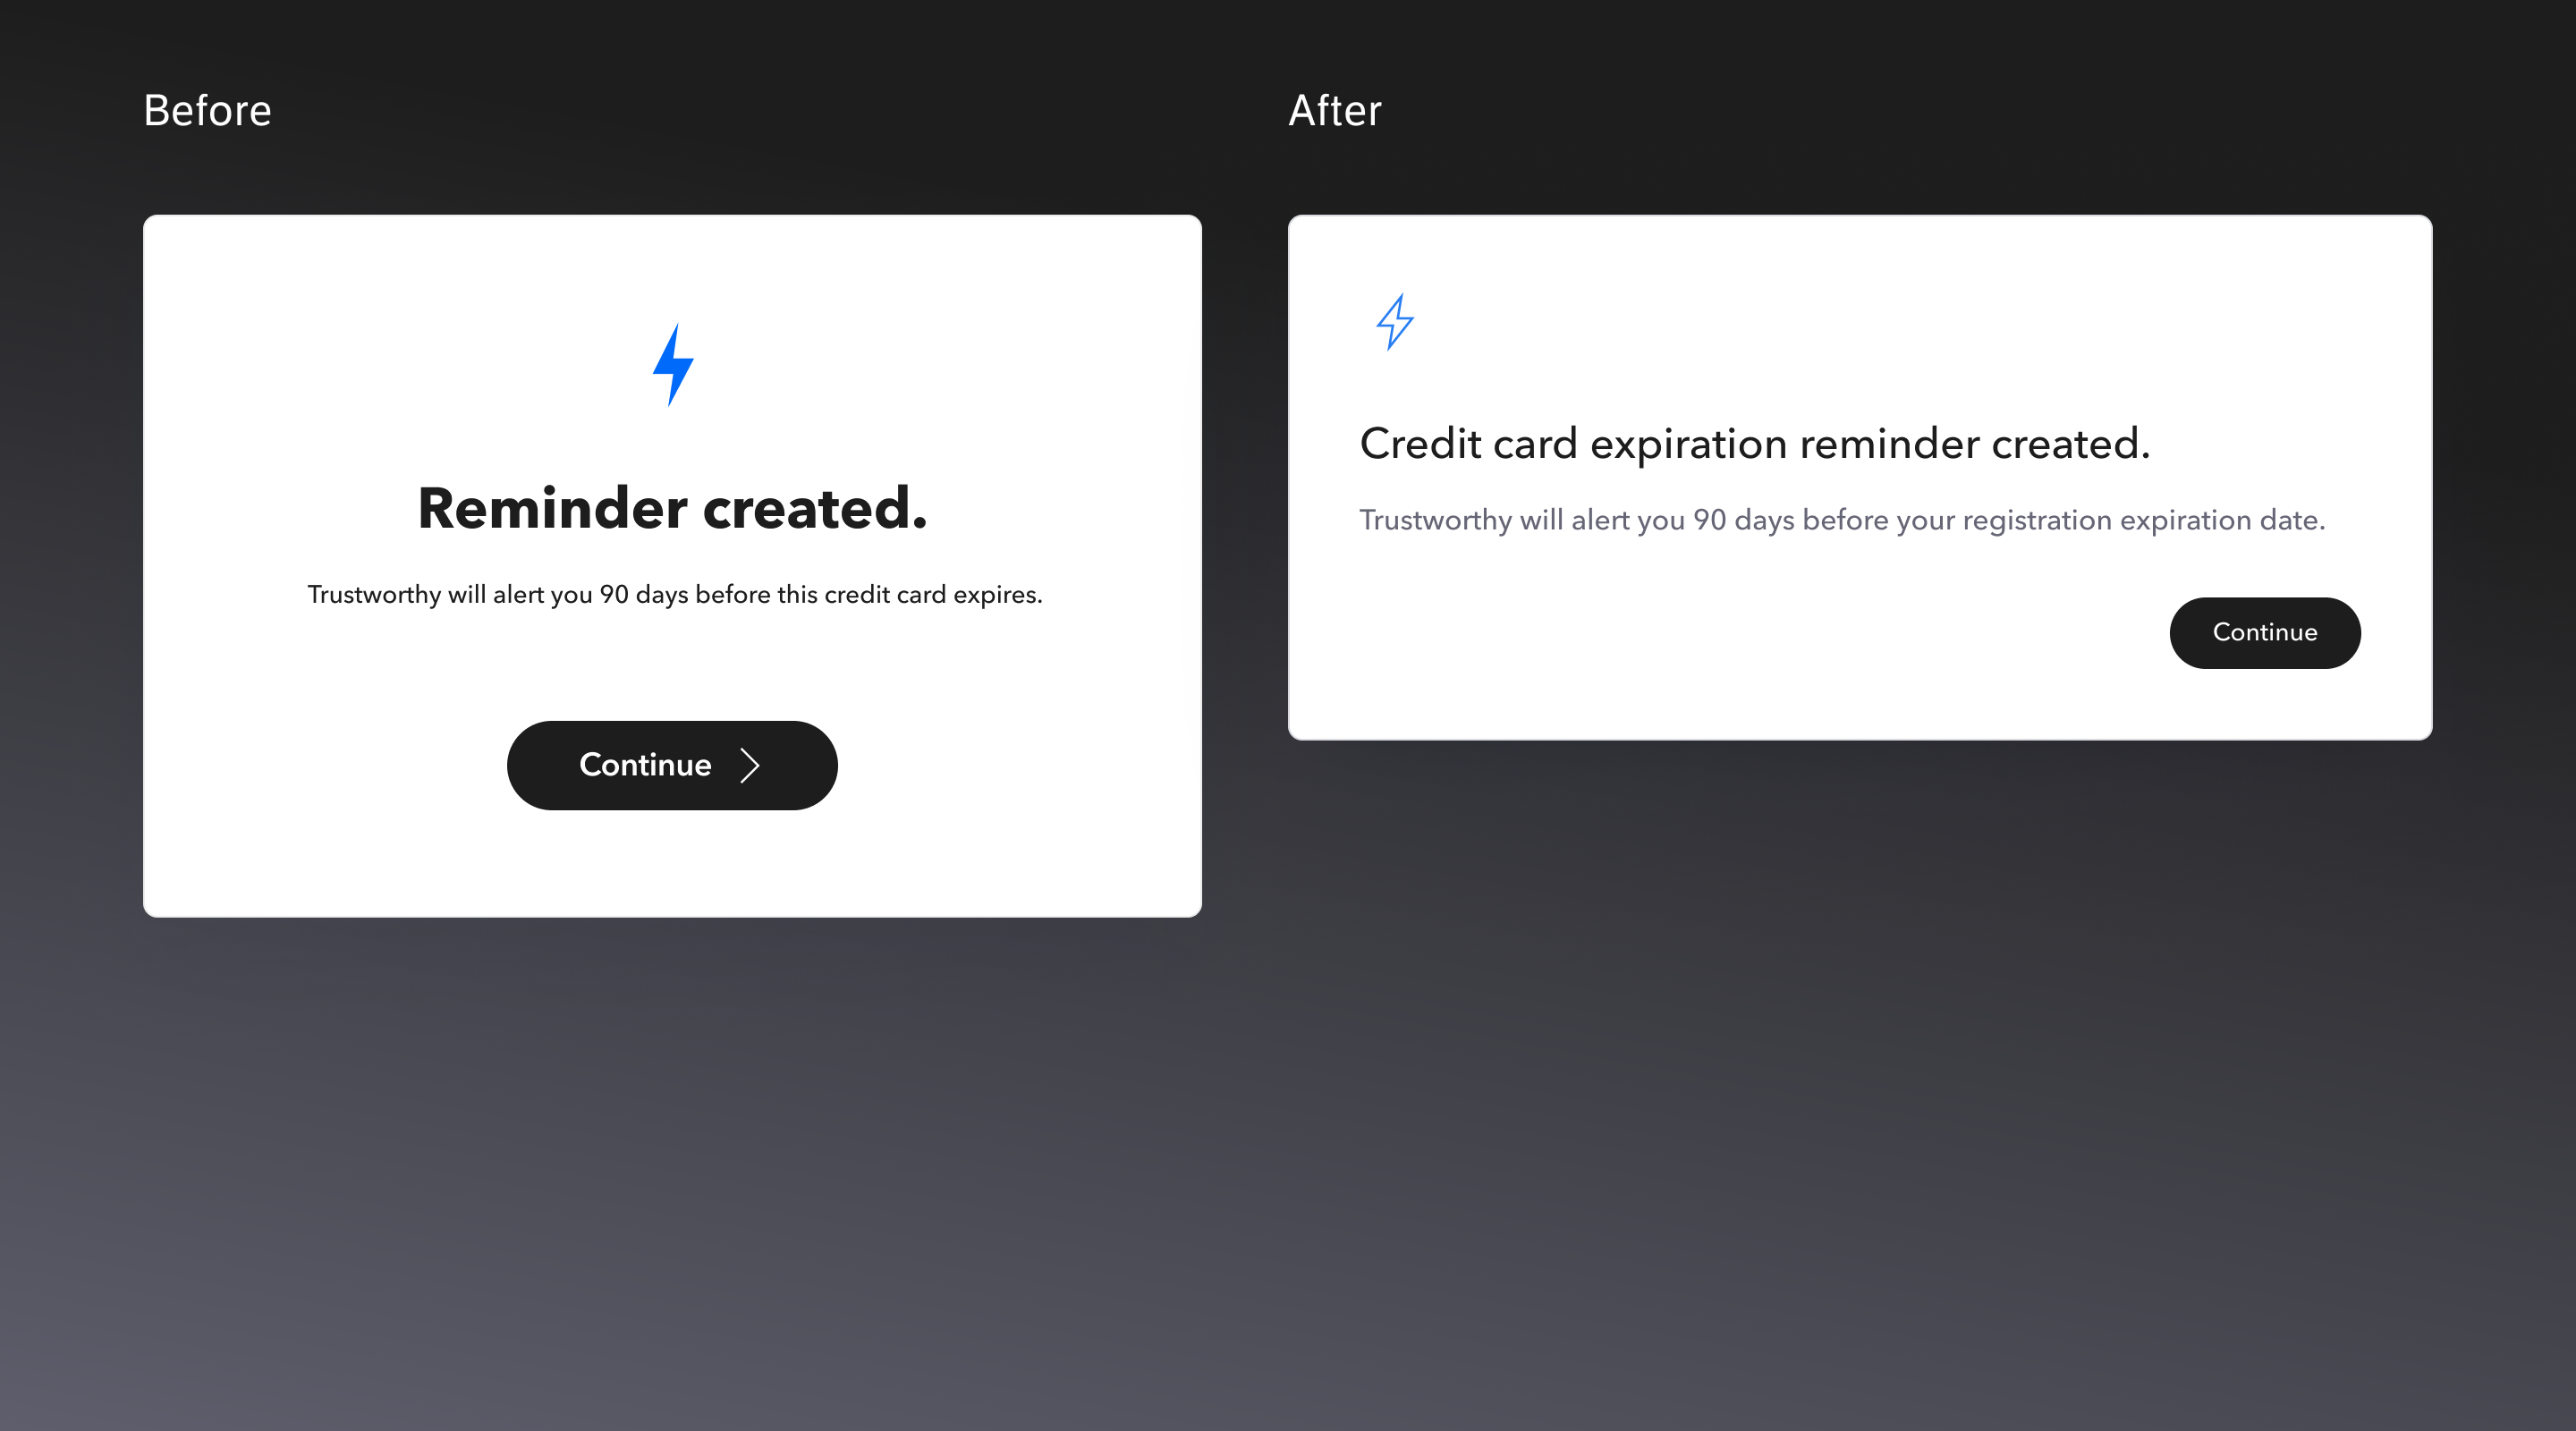 Before
Reminder created.
Trustworthy will alert you 90 days before this credit card expires.
Continue
After
Credit card expiration reminder created.
Trustworthy will alert you 90 days before your registration expiration date.
Continue